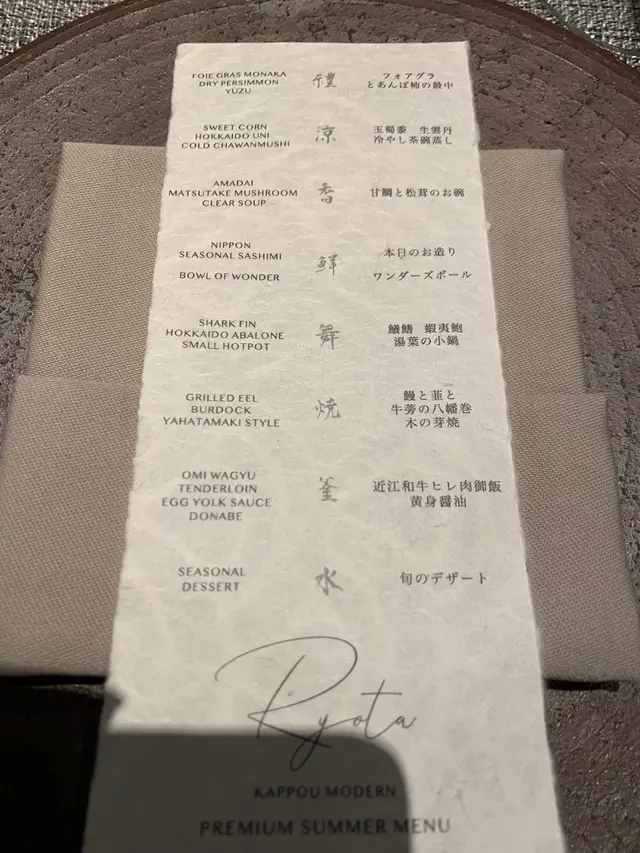 FOIE GRAS MONAKA
DRY PERSIMMON
YUZU
禮
フォアグラ
とあんぽ柿の最中
SWEET CORN
HOKKAIDO UNI
COLD CHAWANMUSHI
涼
玉蜀黍 生雲丹
冷やし茶碗蒸し
AMADAI
MATSUTAKE MUSHROOM
CLEAR SOUP
香
甘鯛と松茸のお碗
NIPPON
SEASONAL SASHIMI
BOWL OF WONDER
鮮
本日のお造り
ワンダーズボール
SHARK FIN
HOKKAIDO ABALONE
SMALL HOTPOT
舞
鱶鰭 蝦夷鮑
湯葉の小鍋
GRILLED EEL
BURDOCK
YAHATAMAKI STYLE
焼
鰻と韮と
牛蒡の八幡巻
木の芽焼
OMI WAGYU
TENDERLOIN
EGG YOLK SAUCE
DONABE
釜
近江和牛ヒレ肉御飯
黄身醤油
SEASONAL
DESSERT
水
旬のデザート
Ryota
KAPPOU MODERN
PREMIUM SUMMER MENU